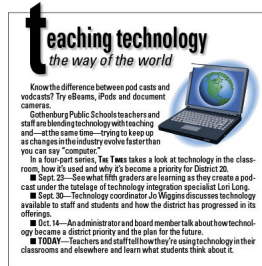 teaching technology
the way of the world
Know the difference between pod casts and
vodcasts? Try eBeams, iPods and document
cameras.
Gothenburg Public Schools teachers and
staff are blending technology with teaching
and—at the same time—trying to keep up
as changes in the industry evolve faster than
you can say "computer."
In a four-part series, THE TIMES takes a look at technology in the class-
room, how it's used and why it's become a priority for District 20.
■ Sept. 23—See what fifth graders are learning as they create a pod-
cast under the tutelage of technology integration specialist Lori Long.
■ Sept. 30—Technology coordinator Jo Wiggins discusses technology
available to staff and students and how the district has progressed in its
offerings.
■ Oct. 14—An administrator and board member talk about how technol-
ogy became a district priority and the plan for the future.
■ TODAY—Teachers and staff tell how they're using technology in their
classrooms and elsewhere and learn what students think about it.